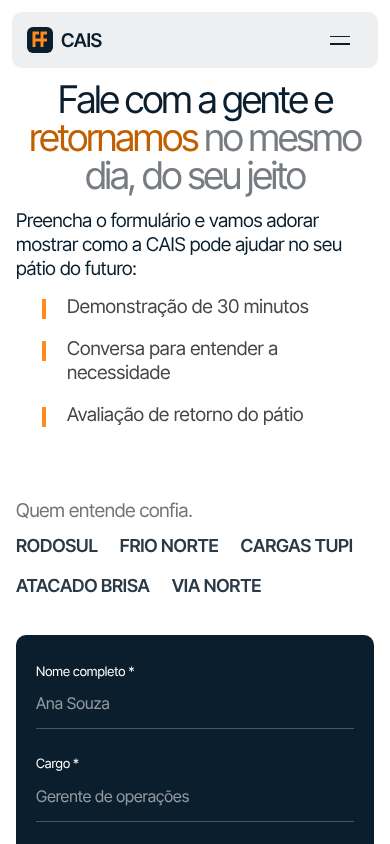 CAIS
Fale com a gente e
retornamos no mesmo
dia, do seu jeito
Preencha o formulário e vamos adorar
mostrar como a CAIS pode ajudar no seu
pátio do futuro:
Demonstração de 30 minutos
Conversa para entender a
necessidade
Avaliação de retorno do pátio
Quem entende confia.
RODOSUL FRIO NORTE CARGAS TUPI
ATACADO BRISA VIA NORTE
Nome completo *
Ana Souza
Cargo *
Gerente de operações